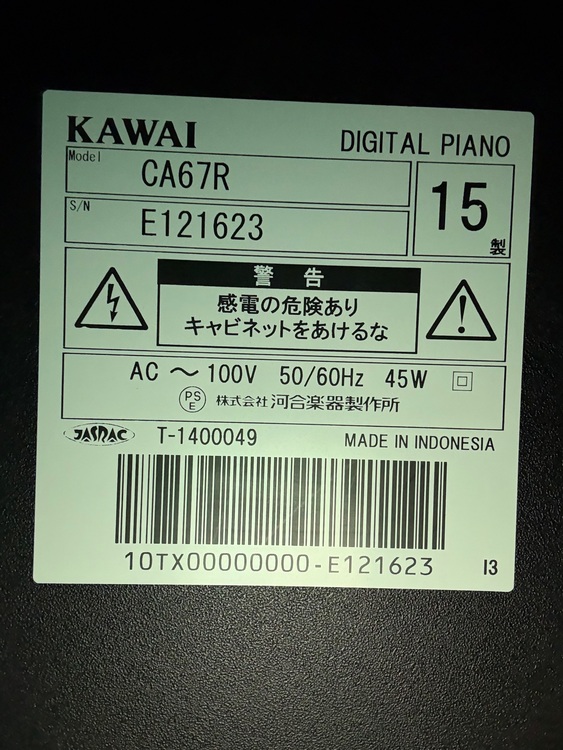 KAWAI
DIGITAL PIANO
Model
CA67R
S/N
E121623
15
製
警 告
感電の危険あり
キャビネットをあけるな
AC ~ 100V 50/60Hz 45W
PS
E
株式会社 河合楽器製作所
JASRAC
T-1400049
MADE IN INDONESIA
10TX00000000-E121623
I3